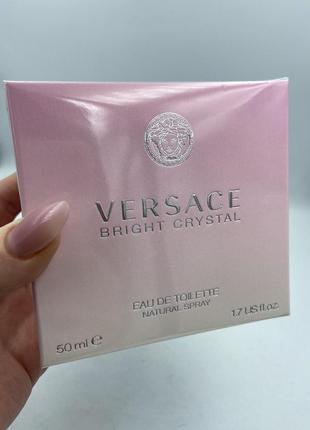 VERSACE
BRIGHT CRYSTAL
EAU DE TOILETTE
NATURAL SPRAY
50 ml ℮ 1.7 US fl.oz.